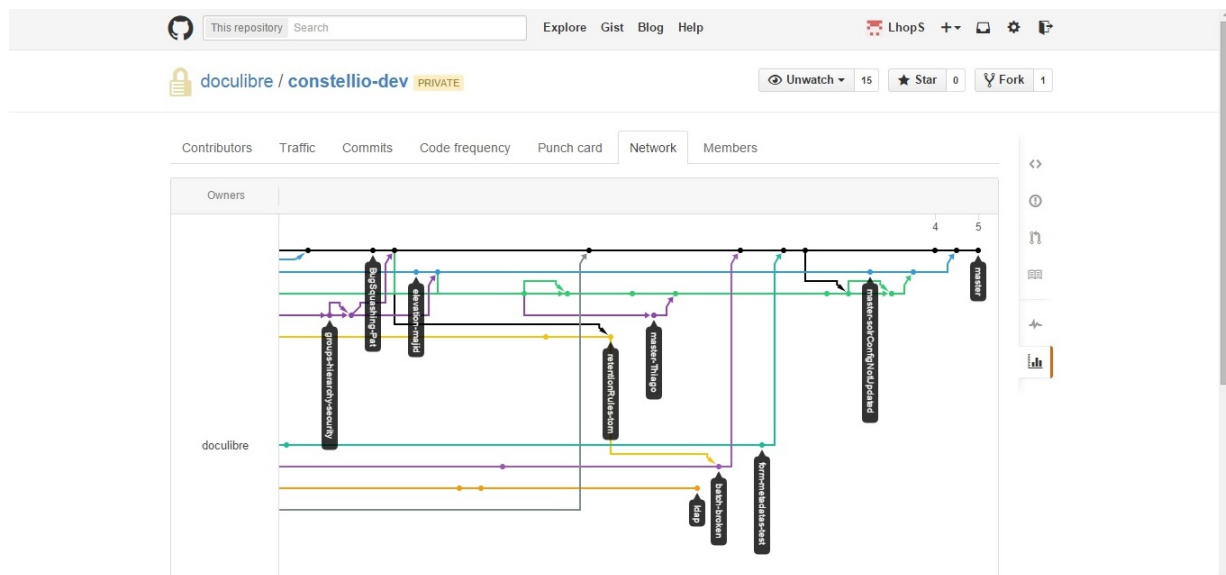 This repository Search Explore Gist Blog Help LhopS
doculibre / constellio-dev PRIVATE Unwatch 15 Star 0 Fork 1
Contributors Traffic Commits Code frequency Punch card Network Members
Owners
4 5
BugSquashing-Pat
elevation-majid
master-solrConfigNotUpdated
master
groups-hierarchy-security
retentionRules-tom
master-Thiago
doculibre
form-metadatas-test
batch-broken
ldap